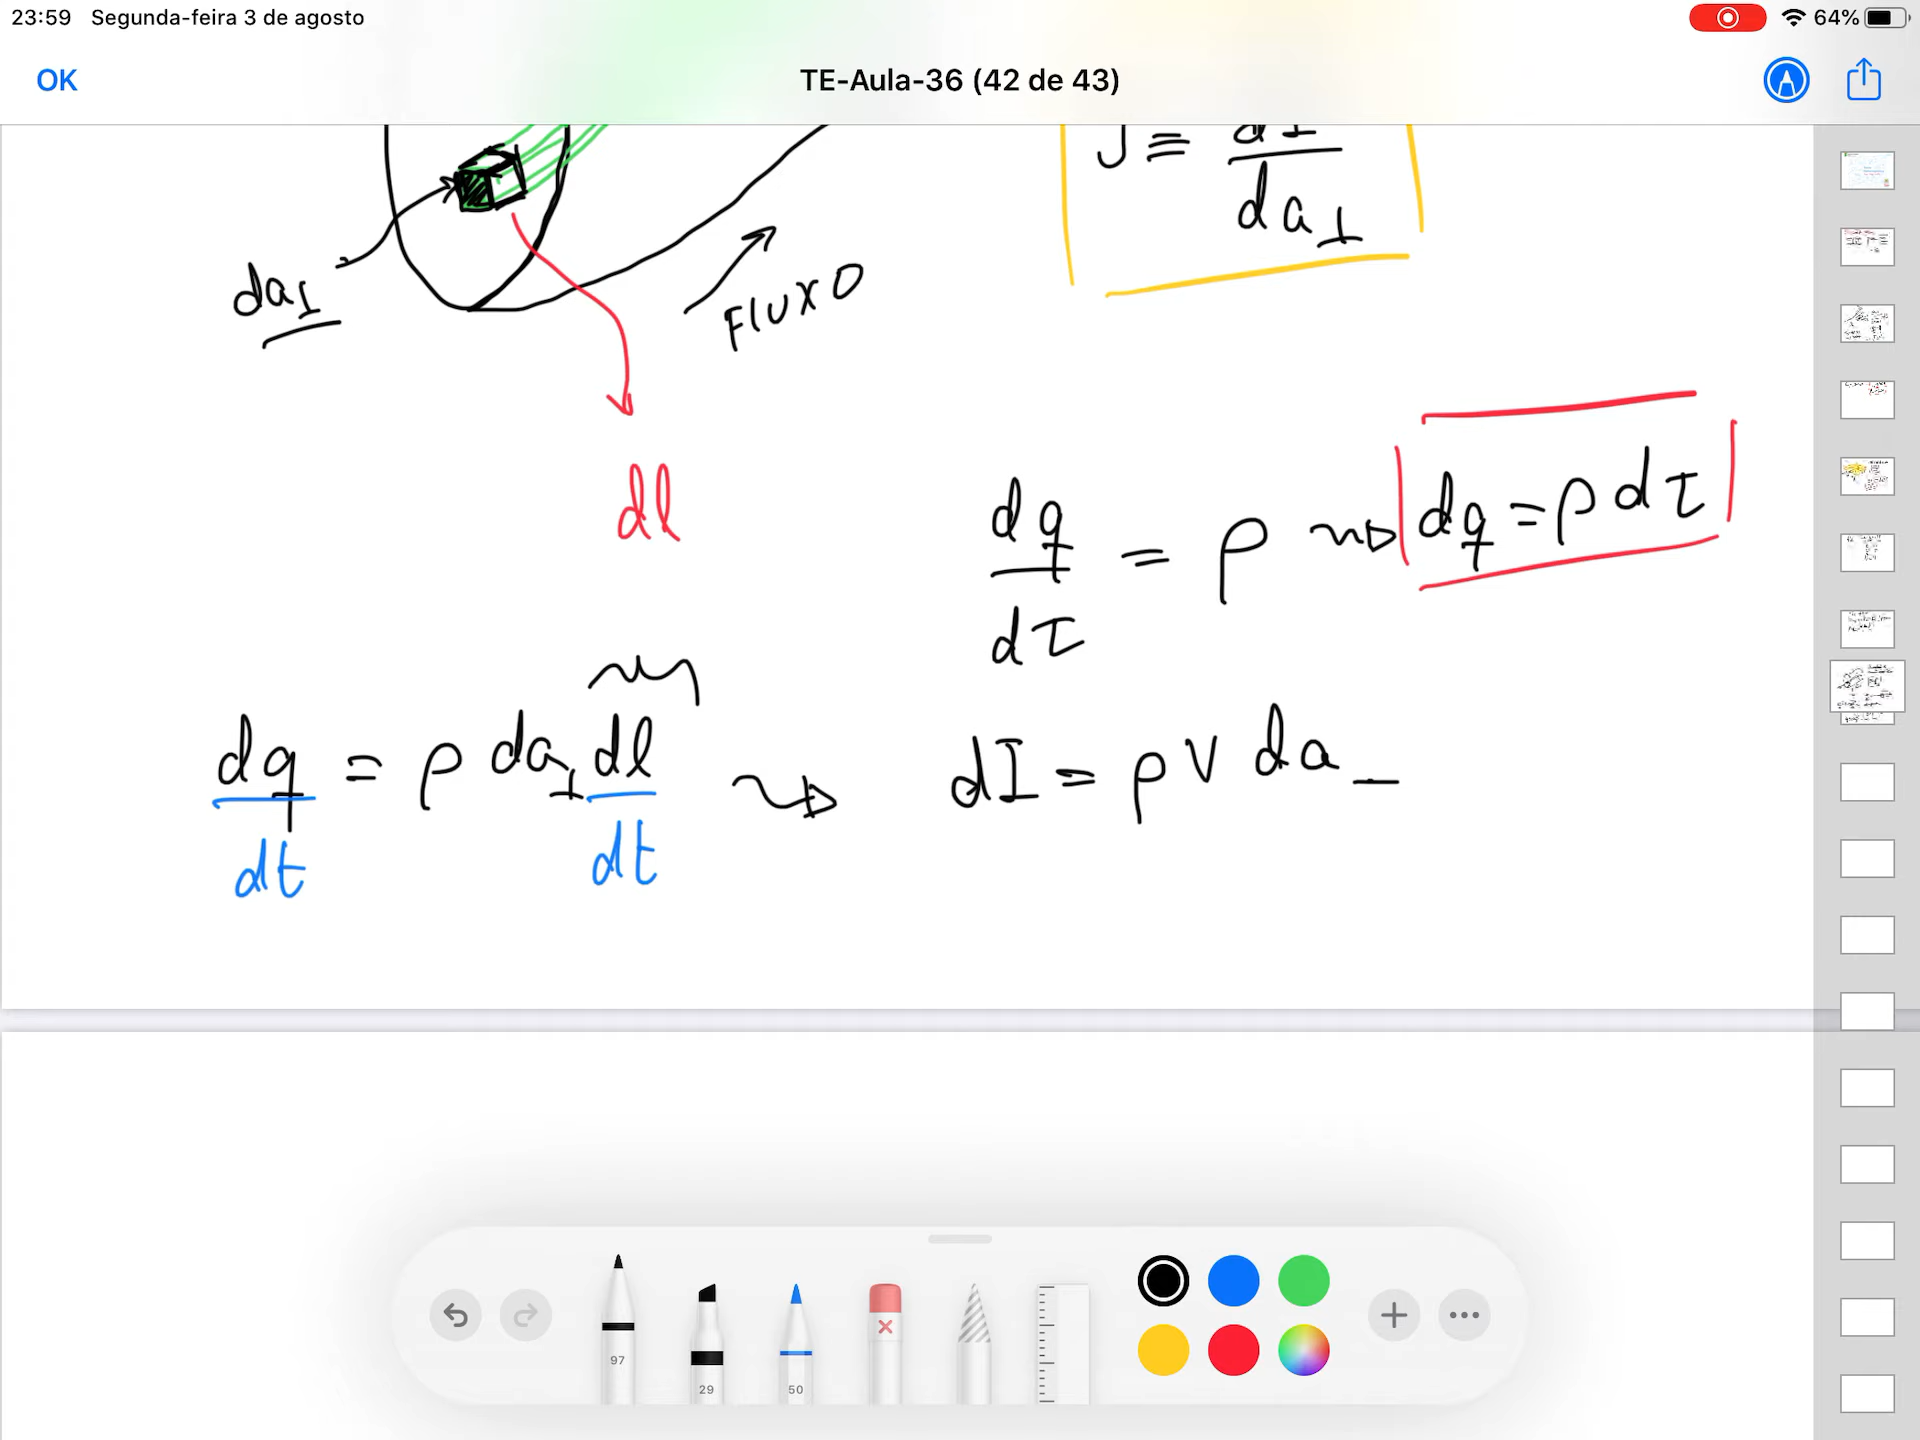 23:59 Segunda-feira 3 de agosto 64%
OK TE-Aula-36 (42 de 43)
J ≡ dI
da⊥
da⊥
FLUXO
dl
dq = ρ dq = ρ dτ
dτ
dq = ρ da⊥ dl dI = ρ v da _
dt dt
97 29 50